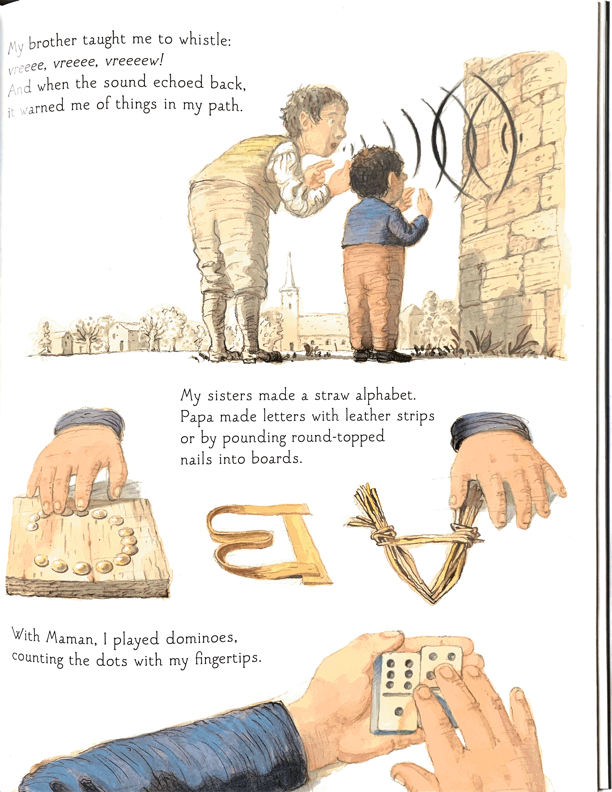 My brother taught me to whistle:
vreeee, vreeee, vreeeew!
And when the sound echoed back,
it warned me of things in my path.
My sisters made a straw alphabet.
Papa made letters with leather strips
or by pounding round-topped
nails into boards.
With Maman, I played dominoes,
counting the dots with my fingertips.